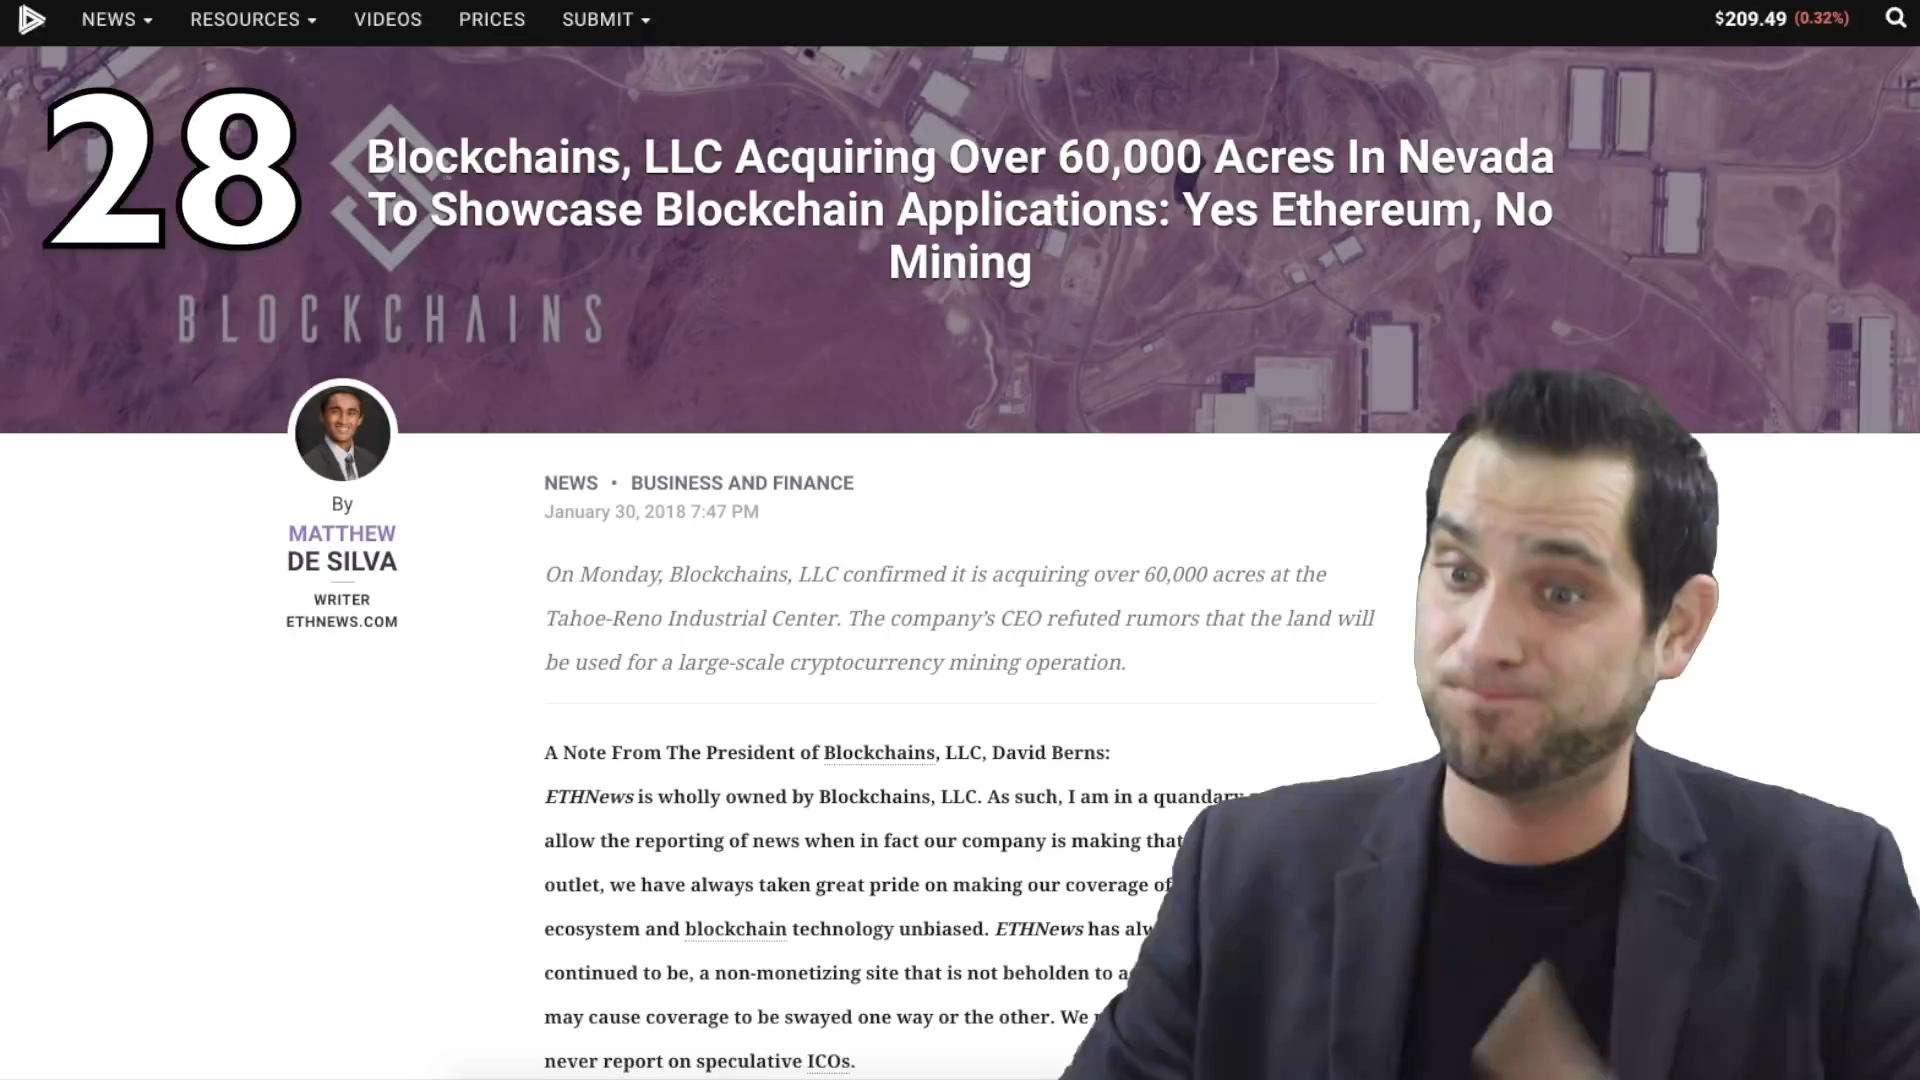 NEWS RESOURCES VIDEOS PRICES SUBMIT $209.49 (0.32%)
28
Blockchains, LLC Acquiring Over 60,000 Acres In Nevada
To Showcase Blockchain Applications: Yes Ethereum, No
Mining
BLOCKCHAINS
By
MATTHEW
DE SILVA
WRITER
ETHNEWS.COM
NEWS • BUSINESS AND FINANCE
January 30, 2018 7:47 PM
On Monday, Blockchains, LLC confirmed it is acquiring over 60,000 acres at the
Tahoe-Reno Industrial Center. The company’s CEO refuted rumors that the land will
be used for a large-scale cryptocurrency mining operation.
A Note From The President of Blockchains, LLC, David Berns:
ETHNews is wholly owned by Blockchains, LLC. As such, I am in a quandary
allow the reporting of news when in fact our company is making that
outlet, we have always taken great pride on making our coverage of
ecosystem and blockchain technology unbiased. ETHNews has
continued to be, a non-monetizing site that is not beholden to
may cause coverage to be swayed one way or the other. We
never report on speculative ICOs.